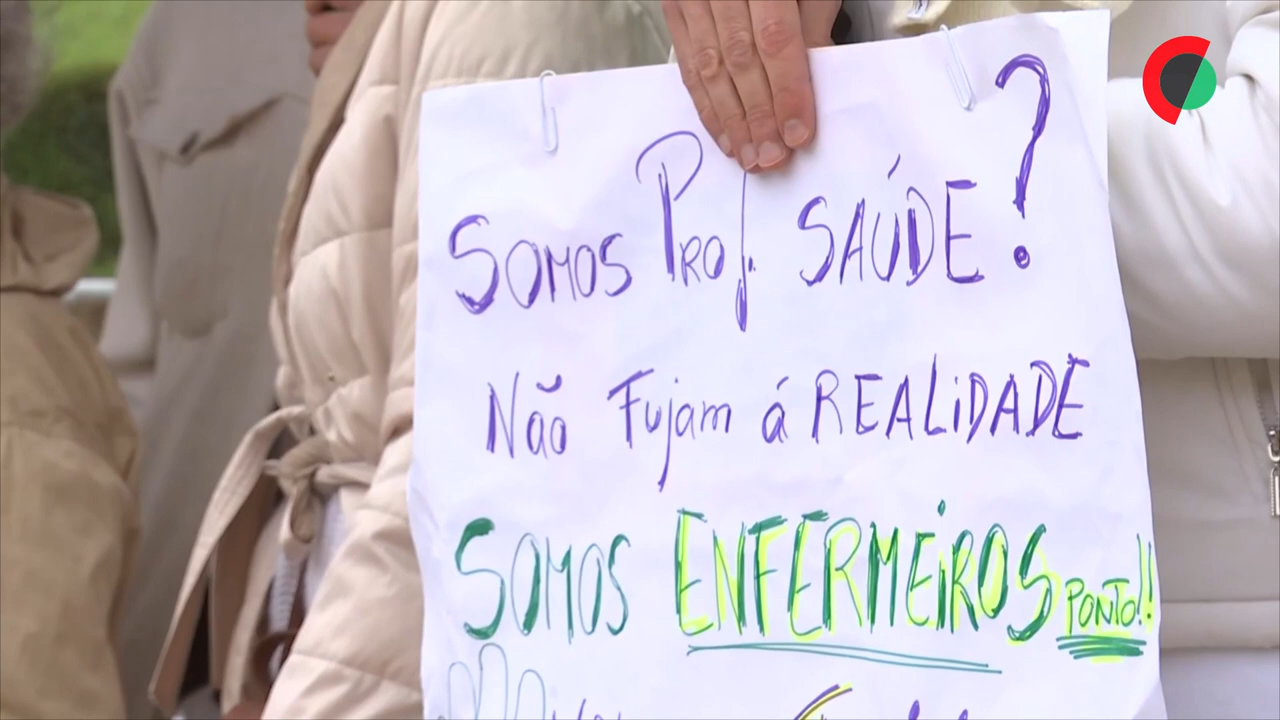 SOMOS PROF. SAÚDE?
Não Fujam á REALiDADE
SOMOS ENFERMEiROS PONTO!!